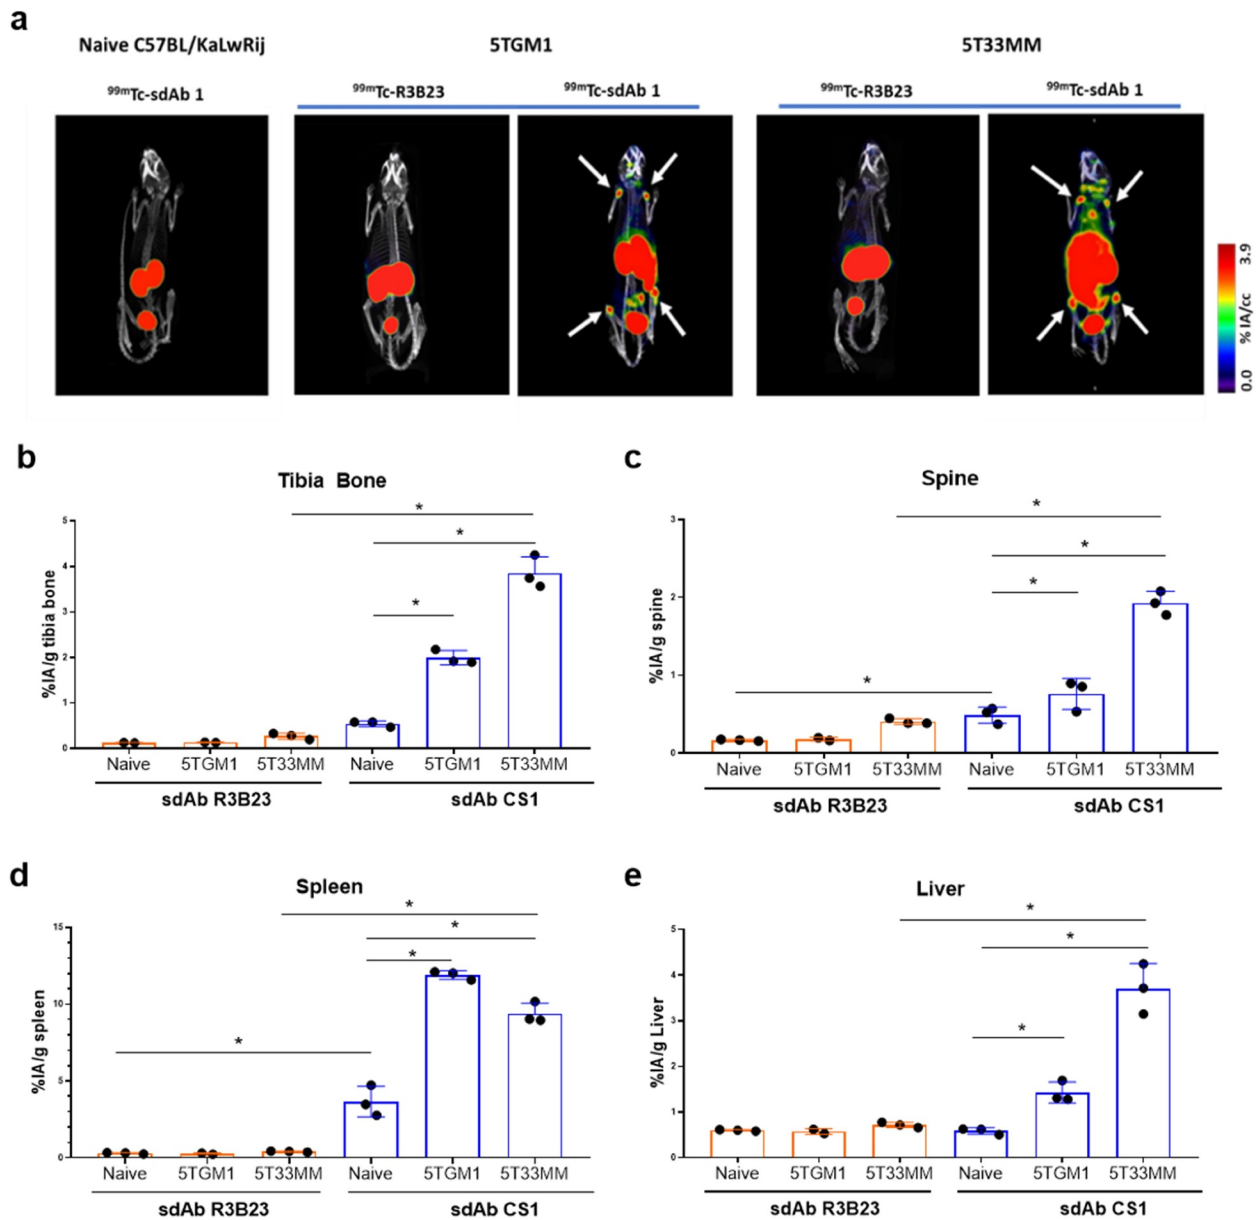 a
Naive C57BL/KaLwRij
5TGM1
5T33MM
99mTc-sdAb 1
99mTc-R3B23
99mTc-sdAb 1
99mTc-R3B23
99mTc-sdAb 1
0.0 %IA/cc 3.9
b
Tibia Bone
%IA/g tibia bone
5
4
3
2
1
0
*
*
*
Naive 5TGM1 5T33MM Naive 5TGM1 5T33MM
sdAb R3B23 sdAb CS1
c
Spine
%IA/g spine
3
2
1
0
*
*
*
*
Naive 5TGM1 5T33MM Naive 5TGM1 5T33MM
sdAb R3B23 sdAb CS1
d
Spleen
%IA/g spleen
15
10
5
0
*
*
*
*
Naive 5TGM1 5T33MM Naive 5TGM1 5T33MM
sdAb R3B23 sdAb CS1
e
Liver
%IA/g Liver
5
4
3
2
1
0
*
*
*
Naive 5TGM1 5T33MM Naive 5TGM1 5T33MM
sdAb R3B23 sdAb CS1